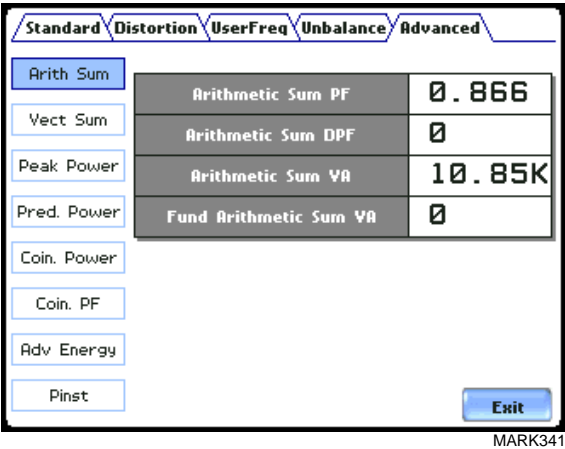 Standard Distortion UserFreq Unbalance Advanced
Arith Sum
Vect Sum
Peak Power
Pred. Power
Coin. Power
Coin. PF
Adv Energy
Pinst
Arithmetic Sum PF 0.866
Arithmetic Sum DPF 0
Arithmetic Sum VA 10.85K
Fund Arithmetic Sum VA 0
Exit
MARK341